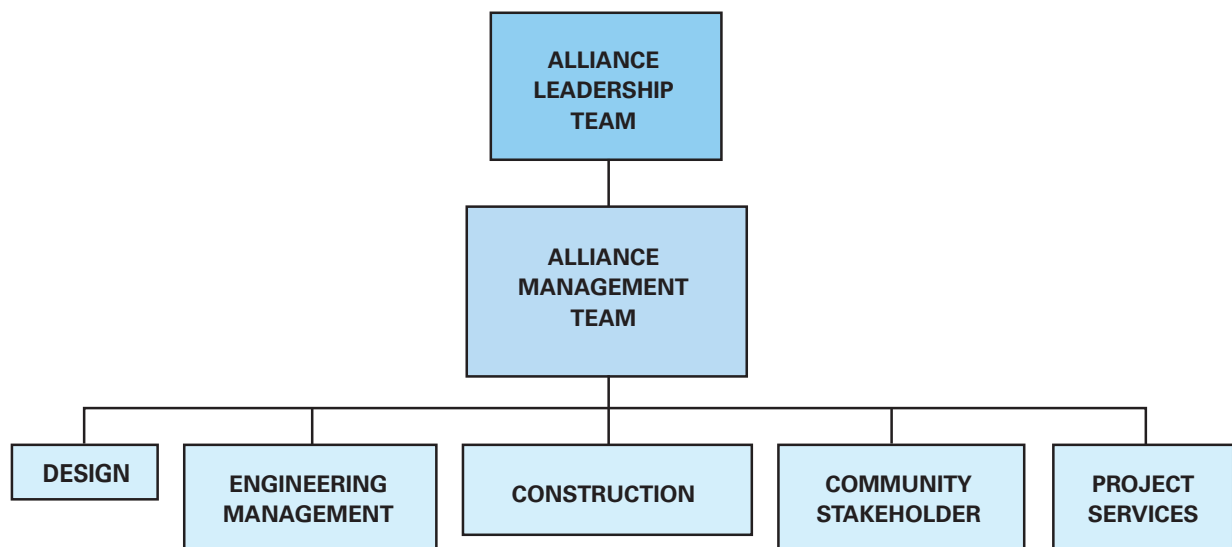 ALLIANCE
LEADERSHIP
TEAM
ALLIANCE
MANAGEMENT
TEAM
DESIGN
ENGINEERING
MANAGEMENT
CONSTRUCTION
COMMUNITY
STAKEHOLDER
PROJECT
SERVICES